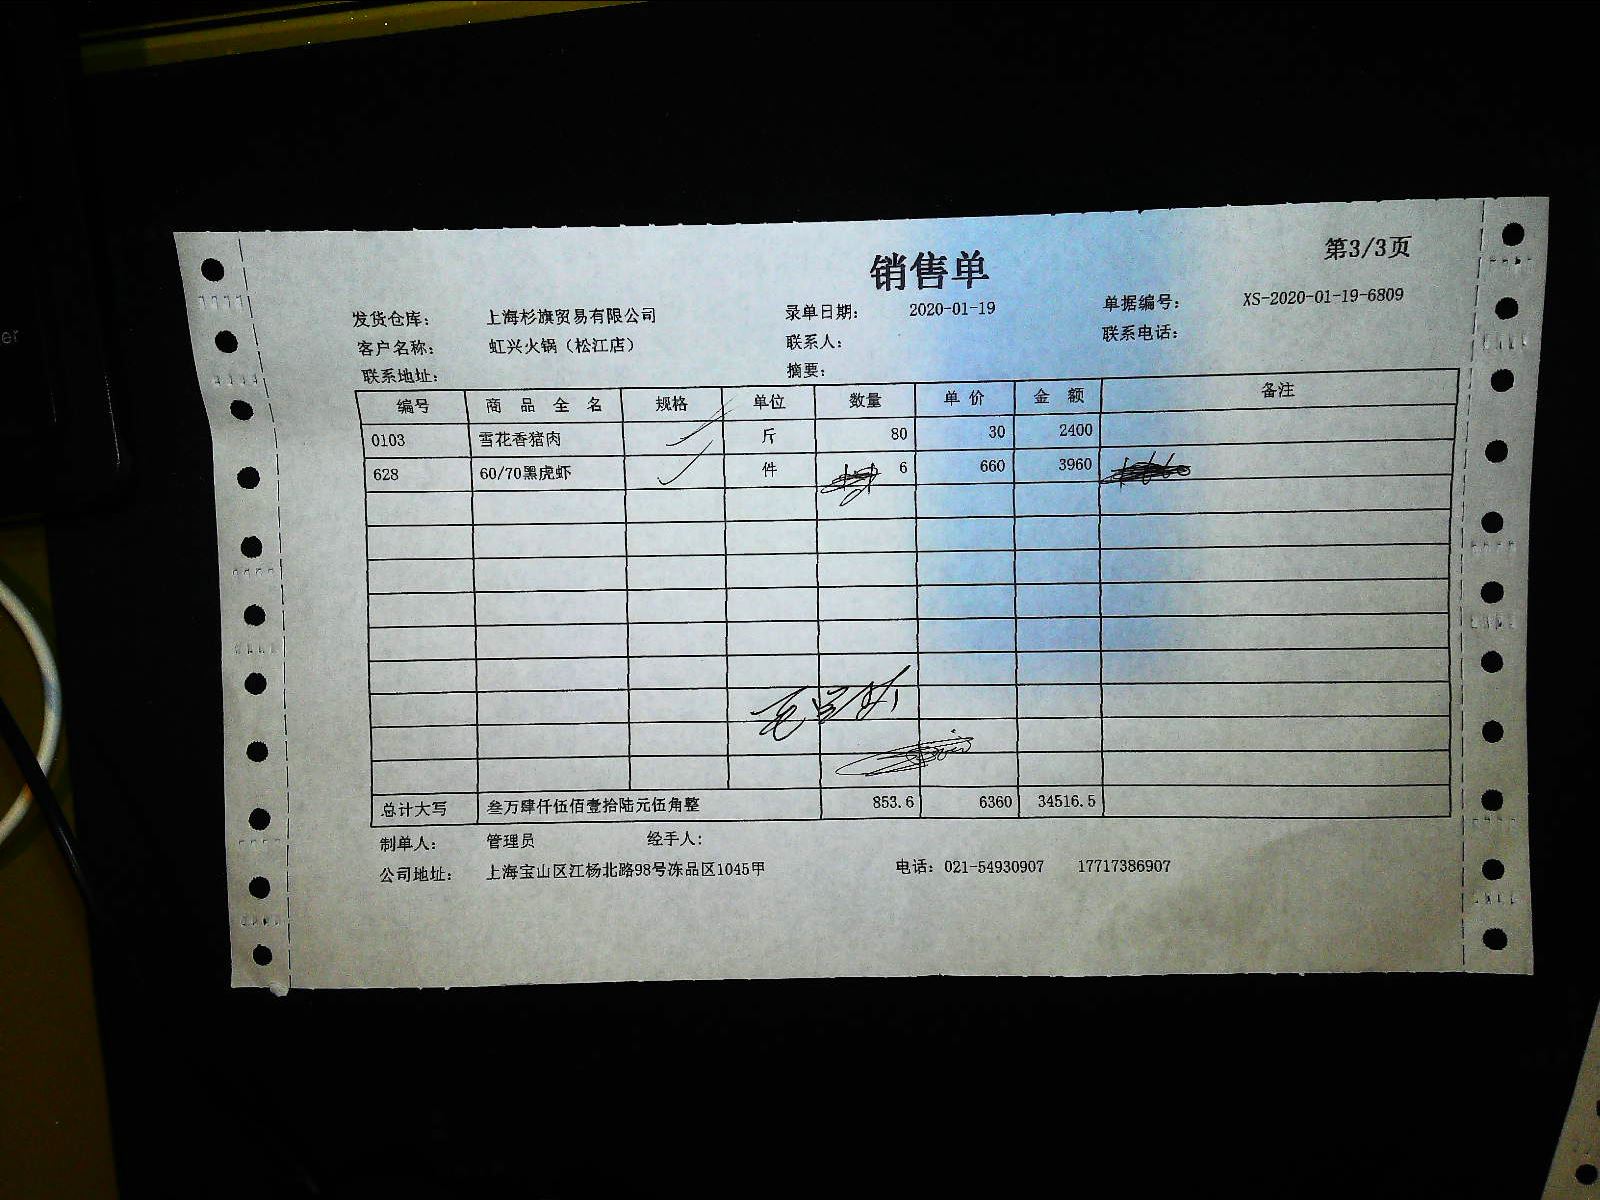 第3/3页
销售单
发货仓库： 上海杉旗贸易有限公司 录单日期： 2020-01-19 单据编号： XS-2020-01-19-6809
客户名称： 虹兴火锅（松江店） 联系人： 联系电话：
联系地址： 摘要：
编号 商品全名 规格 单位 数量 单价 金额 备注
0103 雪花香猪肉 斤 80 30 2400
628 60/70黑虎虾 件 6 660 3960
总计大写 叁万肆仟伍佰壹拾陆元伍角整 853.6 6360 34516.5
制单人： 管理员 经手人：
公司地址： 上海宝山区江杨北路98号冻品区1045甲 电话：021-54930907 17717386907